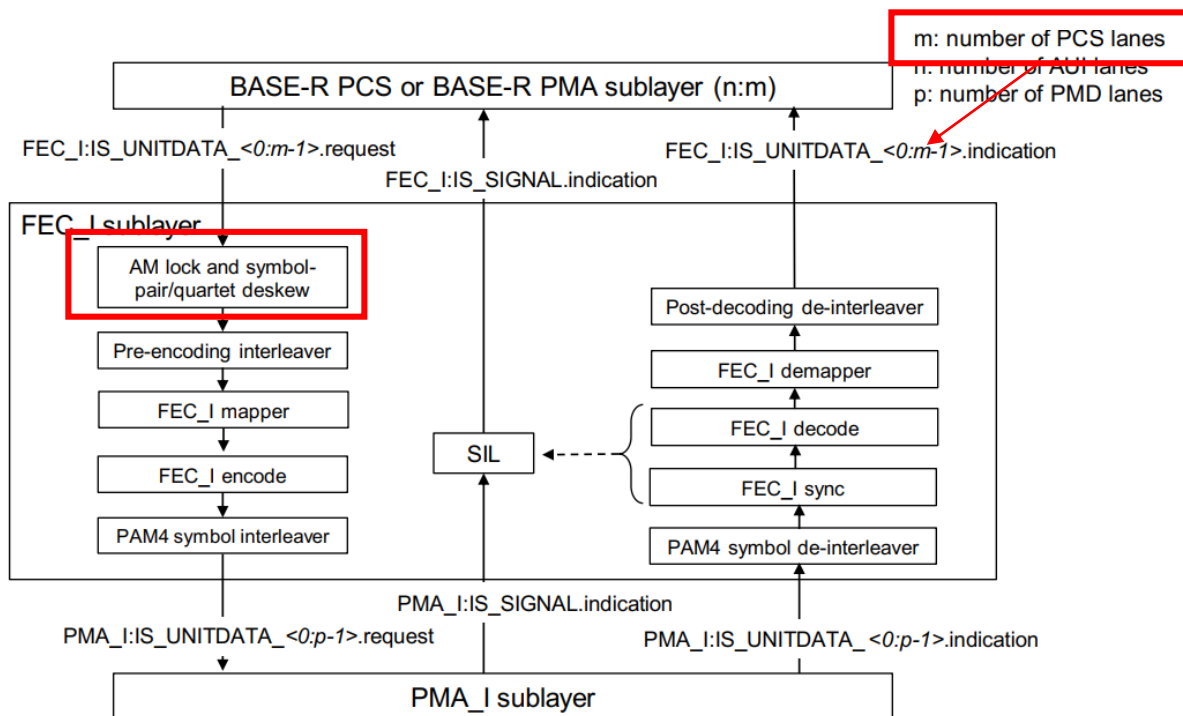 m: number of PCS lanes
n: number of AUI lanes
p: number of PMD lanes
BASE-R PCS or BASE-R PMA sublayer (n:m)
FEC_I:IS_UNITDATA_<0:m-1>.request
FEC_I:IS_SIGNAL.indication
FEC_I:IS_UNITDATA_<0:m-1>.indication
FEC_I sublayer
AM lock and symbol-
pair/quartet deskew
Pre-encoding interleaver
FEC_I mapper
FEC_I encode
PAM4 symbol interleaver
SIL
Post-decoding de-interleaver
FEC_I demapper
FEC_I decode
FEC_I sync
PAM4 symbol de-interleaver
PMA_I:IS_UNITDATA_<0:p-1>.request
PMA_I:IS_SIGNAL.indication
PMA_I:IS_UNITDATA_<0:p-1>.indication
PMA_I sublayer